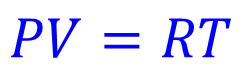 PV = RT